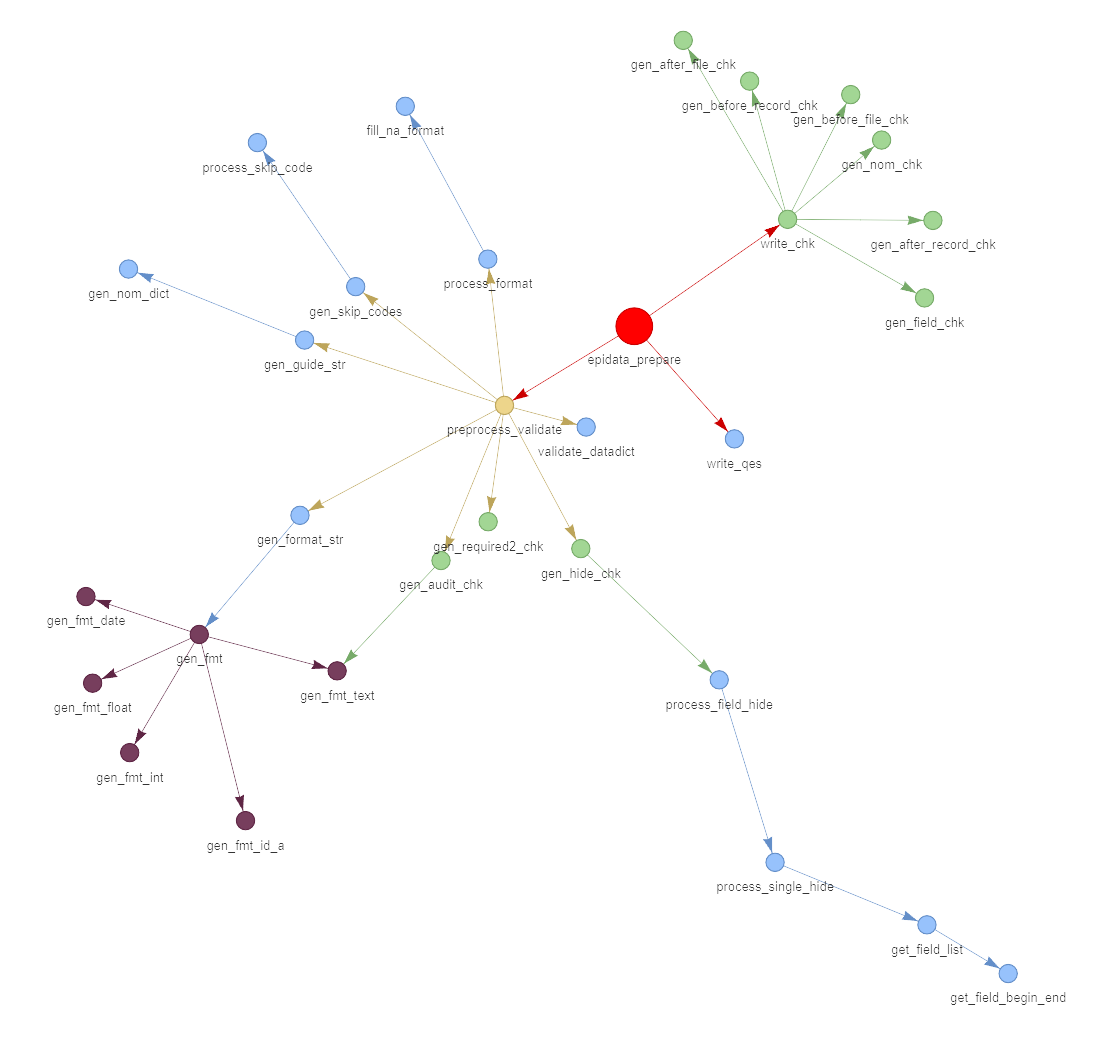 gen_after_file_chk
gen_before_record_chk
gen_before_file_chk
fill_na_format
process_skip_code
gen_nom_chk
write_chk
gen_after_record_chk
process_format
gen_nom_dict
gen_skip_codes
gen_field_chk
epidata_prepare
gen_guide_str
preprocess_validate
validate_datadict
write_qes
gen_format_str
gen_required2_chk
gen_hide_chk
gen_audit_chk
gen_fmt_date
gen_fmt
gen_fmt_text
gen_fmt_float
process_field_hide
gen_fmt_int
gen_fmt_id_a
process_single_hide
get_field_list
get_field_begin_end